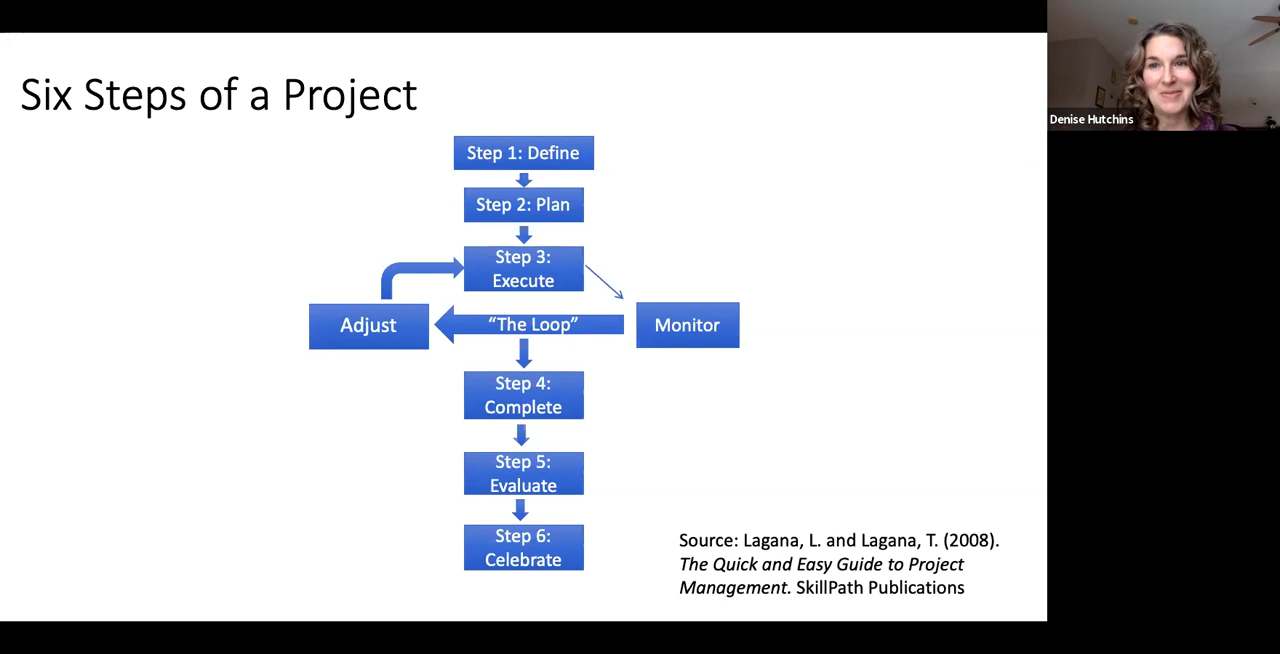 Six Steps of a Project
Denise Hutchins
Step 1: Define
Step 2: Plan
Step 3:
Execute
Adjust
“The Loop”
Monitor
Step 4:
Complete
Step 5:
Evaluate
Step 6:
Celebrate
Source: Lagana, L. and Lagana, T. (2008).
The Quick and Easy Guide to Project
Management. SkillPath Publications